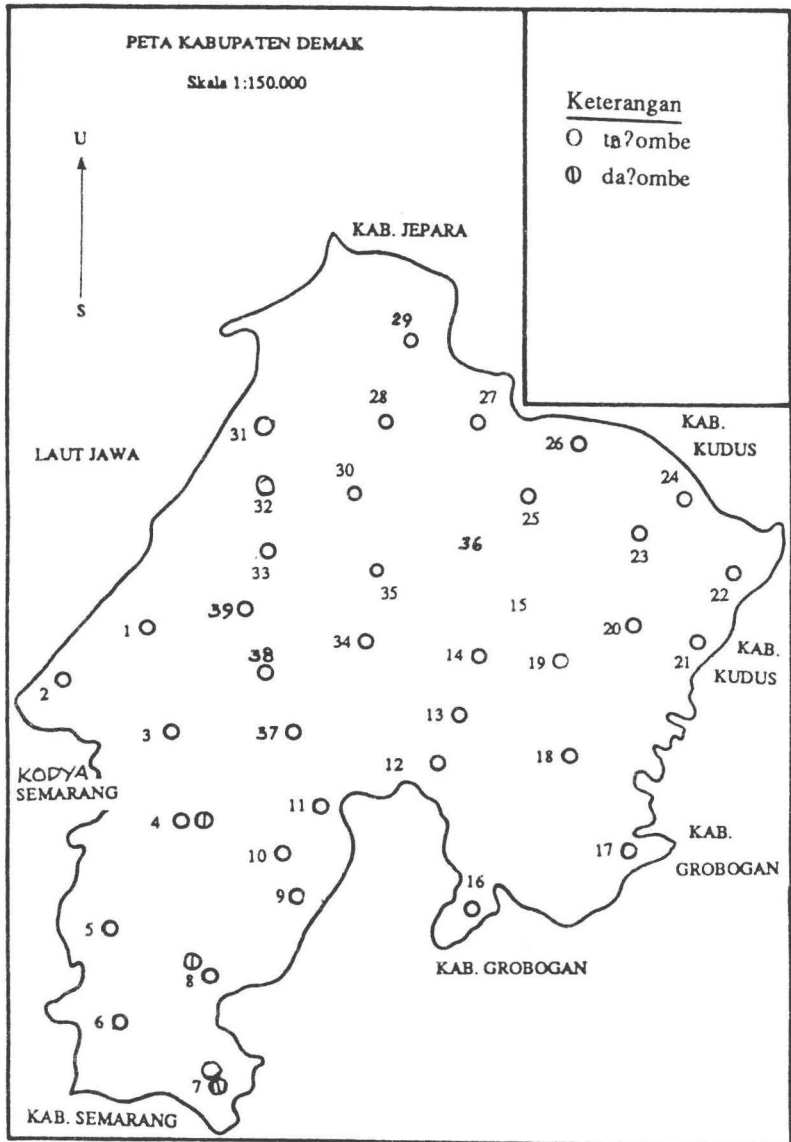 PETA KABUPATEN DEMAK
Skala 1:150.000
Keterangan
ta?ombe
da?ombe
U
S
KAB. JEPARA
29
28
27
KAB.
KUDUS
31
26
LAUT JAWA
30
24
32
25
36
23
33
35
22
39
15
1
20
34
14
19
21
KAB.
KUDUS
38
2
13
3
37
12
18
KODYA
SEMARANG
11
4
KAB.
GROBOGAN
10
17
9
16
5
KAB. GROBOGAN
8
6
7
KAB. SEMARANG